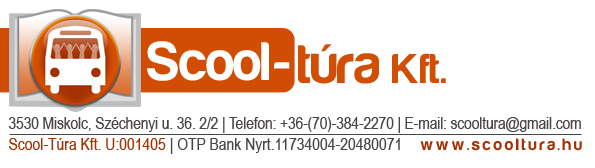 Scool-túra Kft.
3530 Miskolc, Széchenyi u. 36. 2/2 | Telefon: +36-(70)-384-2270 | E-mail: scooltura@gmail.com
Scool-Túra Kft. U:001405 | OTP Bank Nyrt.11734004-20480071 www.scooltura.hu